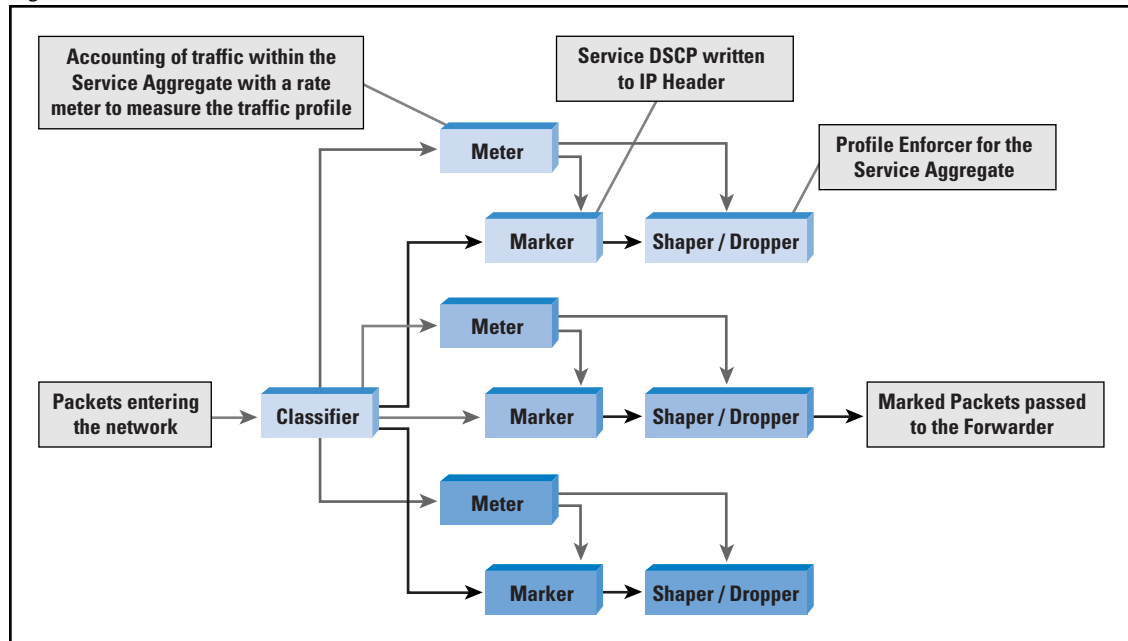 Accounting of traffic within the
Service Aggregate with a rate
meter to measure the traffic profile
Service DSCP written
to IP Header
Meter
Profile Enforcer for the
Service Aggregate
Marker
Shaper / Dropper
Meter
Packets entering
the network
Classifier
Marker
Shaper / Dropper
Marked Packets passed
to the Forwarder
Meter
Marker
Shaper / Dropper